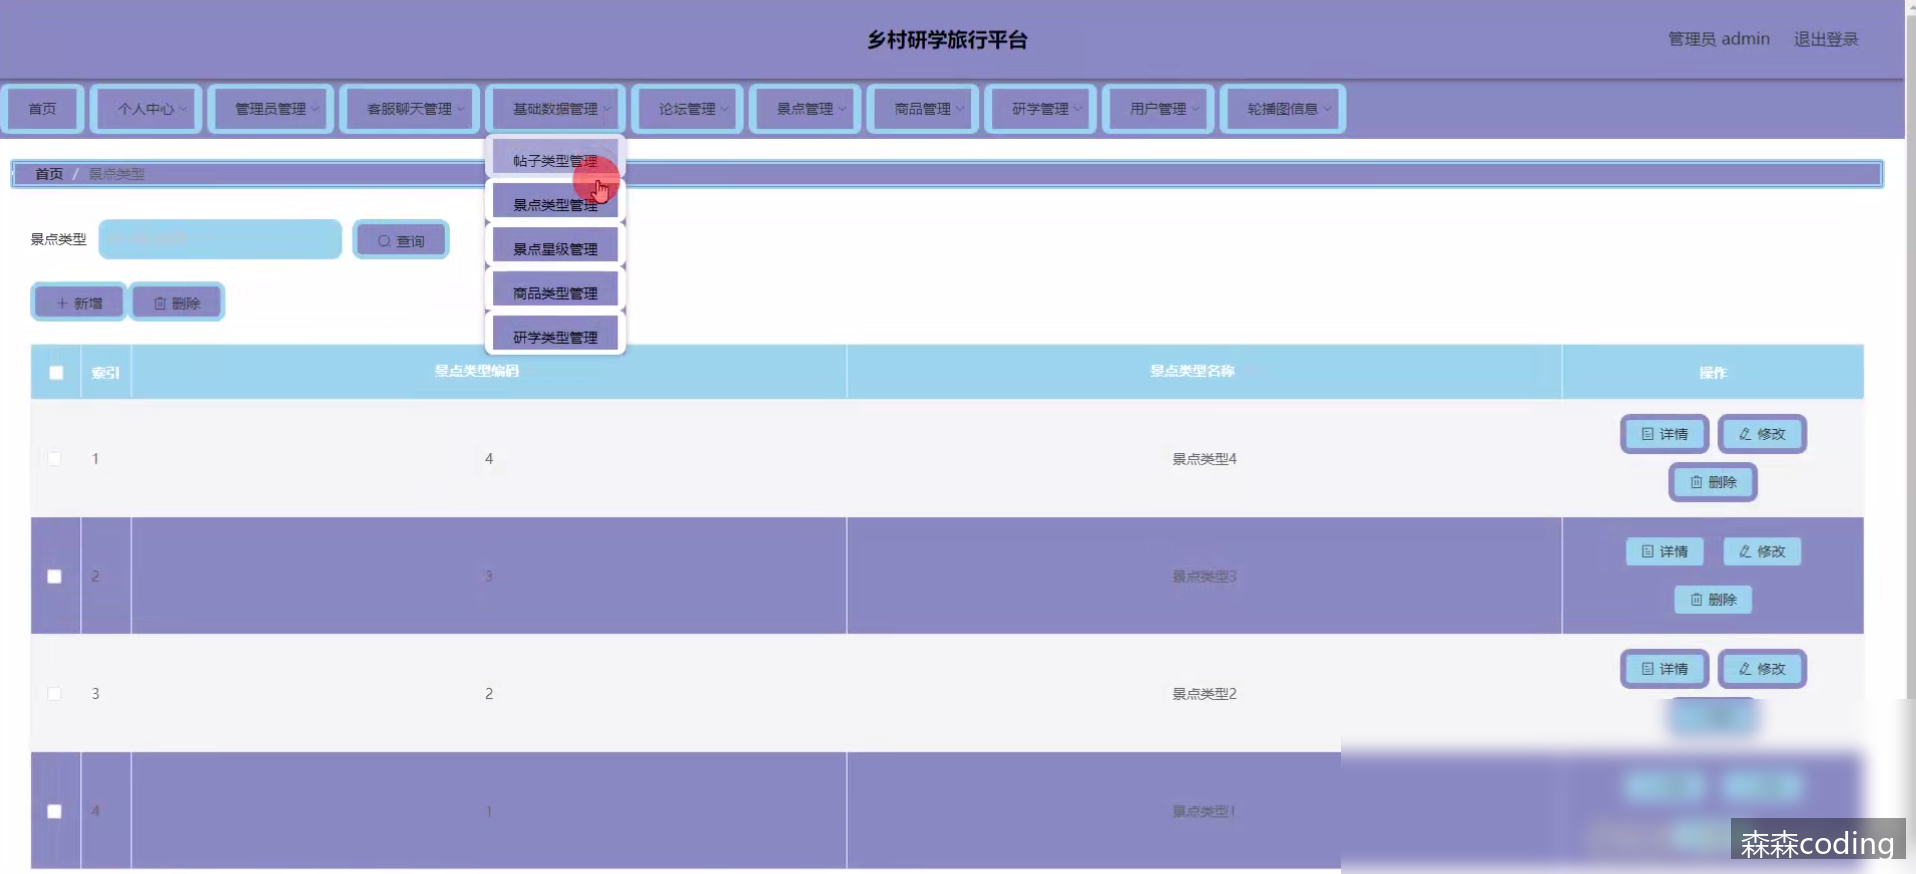 乡村研学旅行平台
管理员 admin 退出登录
首页 个人中心 管理员管理 客服聊天管理 基础数据管理 论坛管理 景点管理 商品管理 研学管理 用户管理 轮播图信息
帖子类型管理
首页 / 景点类型
景点类型管理
景点类型 查询
景点星级管理
商品类型管理
+ 新增 删除
研学类型管理
索引 景点类型编码 景点类型名称 操作
1 4 景点类型4 详情 修改
删除
2 3 景点类型3 详情 修改
删除
3 2 景点类型2 详情 修改
4 1 景点类型1
森森coding